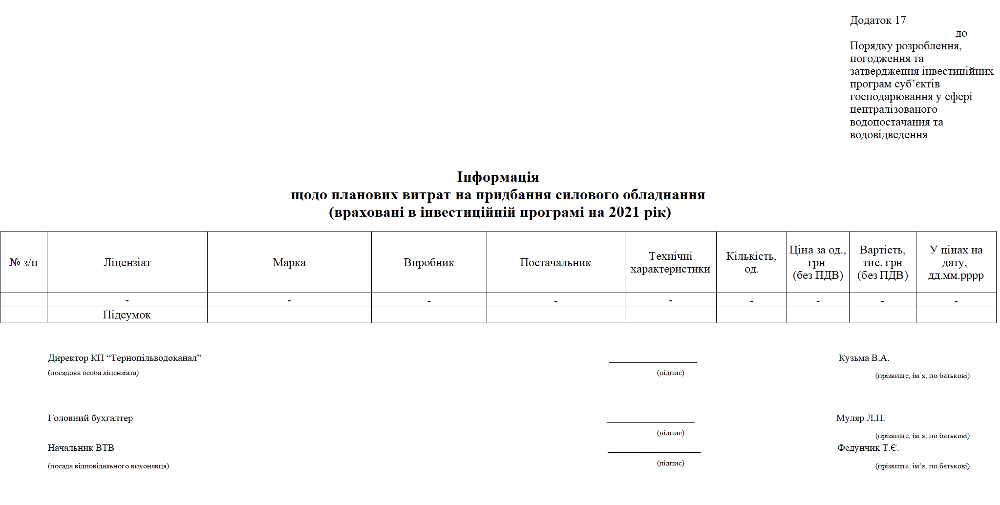 Додаток 17
до
Порядку розроблення,
погодження та
затвердження інвестиційних
програм суб’єктів
господарювання у сфері
централізованого
водопостачання та
водовідведення
Інформація
щодо планових витрат на придбання силового обладнання
(враховані в інвестиційній програмі на 2021 рік)
№ з/п Ліцензіат Марка Виробник Постачальник Технічні характеристики Кількість, од. Ціна за од., грн (без ПДВ) Вартість, тис. грн (без ПДВ) У цінах на дату, дд.мм.рррр
- - - - - - - - -
Підсумок
Директор КП “Тернопільводоканал” __________________ Кузьма В.А.
(посадова особа ліцензіата) (підпис) (прізвище, ім’я, по батькові)
Головний бухгалтер __________________ Муляр Л.П.
(підпис) (прізвище, ім’я, по батькові)
Начальник ВТВ ___________________ Федунчик Т.Є.
(посада відповідального виконавця) (підпис) (прізвище, ім’я, по батькові)